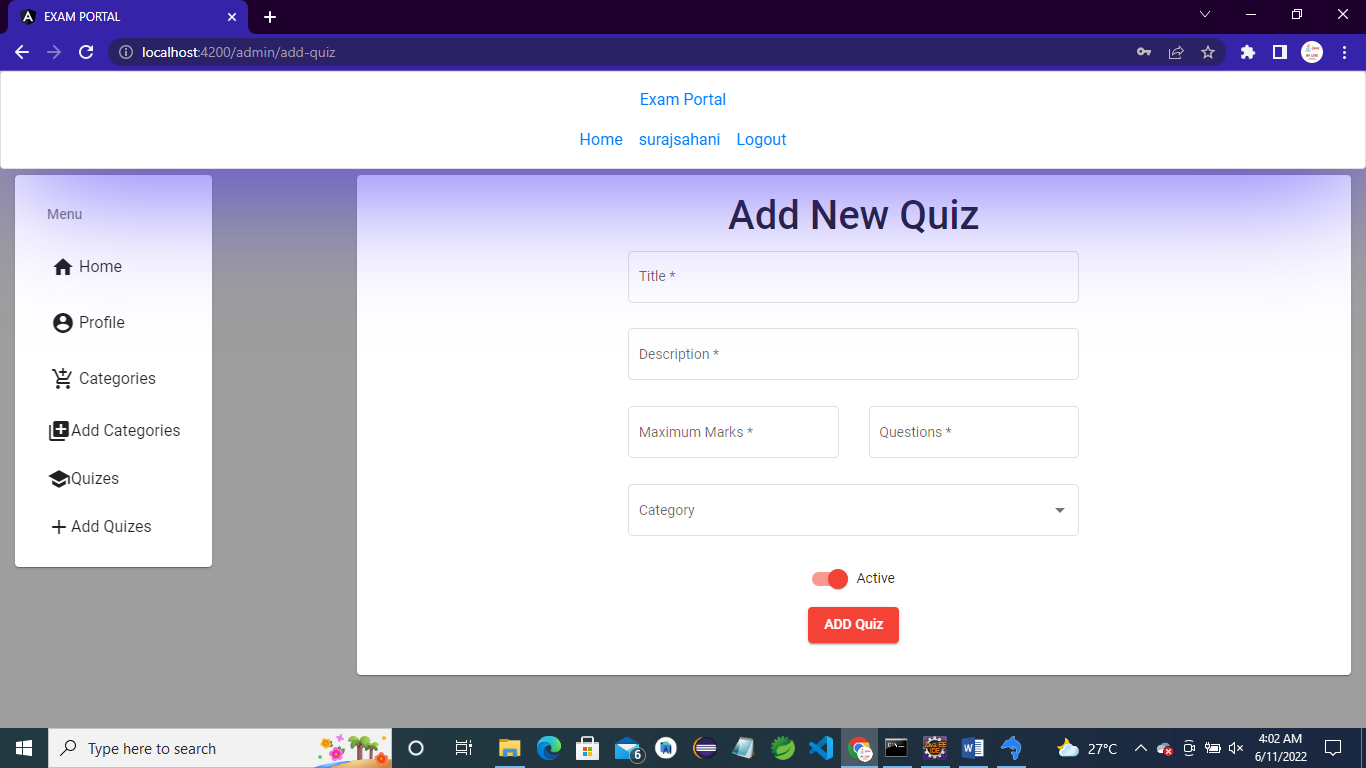 EXAM PORTAL
localhost:4200/admin/add-quiz
Exam Portal
Home surajsahani Logout
Menu
Home
Profile
Categories
Add Categories
Quizes
Add Quizes
Add New Quiz
Title *
Description *
Maximum Marks * Questions *
Category
Active
ADD Quiz
Type here to search
6
27°C
4:02 AM
6/11/2022